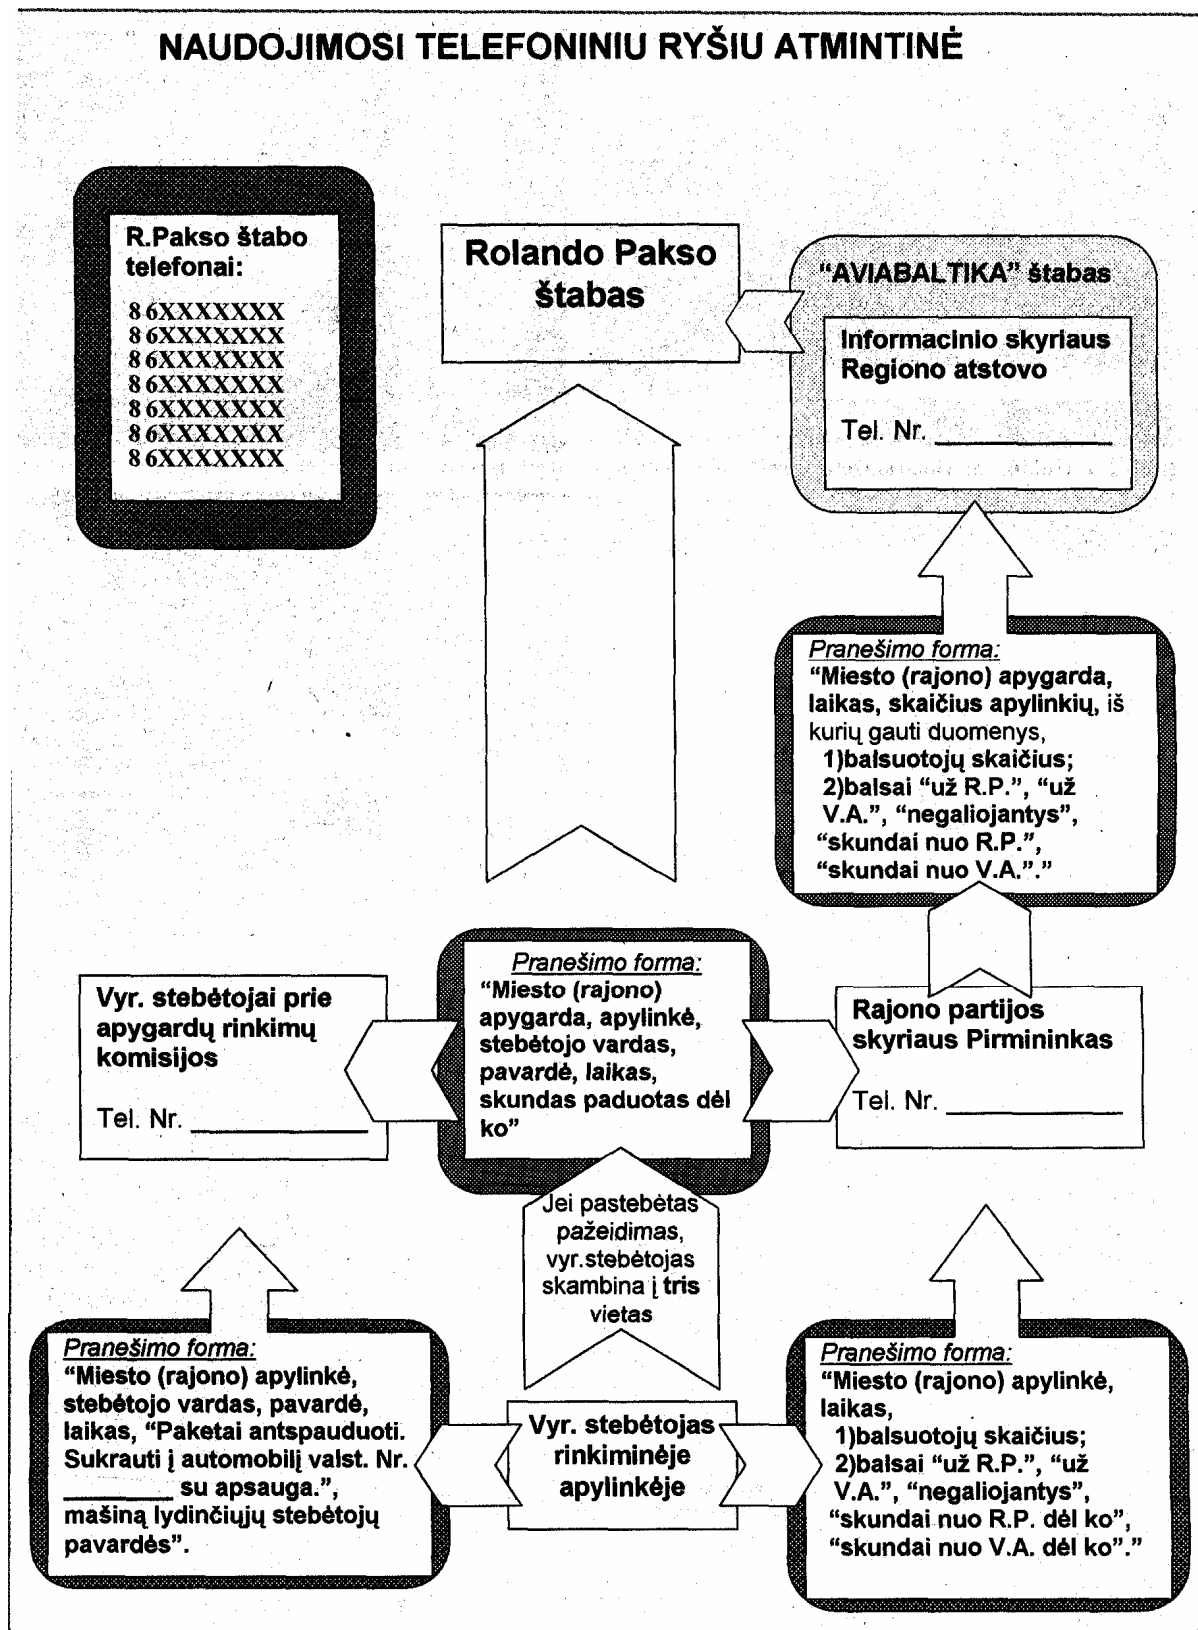 NAUDOJIMOSI TELEFONINIU RYŠIU ATMINTINĖ
R.Pakso štabo
telefonai:
8 6XXXXXXX
8 6XXXXXXX
8 6XXXXXXX
8 6XXXXXXX
8 6XXXXXXX
8 6XXXXXXX
8 6XXXXXXX
Rolando Pakso
štabas
"AVIABALTIKA" štabas
Informacinio skyriaus
Regiono atstovo
Tel. Nr. ____________
Pranešimo forma:
“Miesto (rajono) apygarda,
laikas, skaičius apylinkių, iš
kurių gauti duomenys,
1)balsuotojų skaičius;
2)balsai “už R.P.”, “už
V.A.”, “negaliojantys”,
“skundai nuo R.P.”,
“skundai nuo V.A.”.”
Vyr. stebėtojai prie
apygardų rinkimų
komisijos
Tel. Nr. ____________
Pranešimo forma:
“Miesto (rajono)
apygarda, apylinkė,
stebėtojo vardas,
pavardė, laikas,
skundas paduotas dėl
ko”
Rajono partijos
skyriaus Pirmininkas
Tel. Nr. ____________
Jei pastebėtas
pažeidimas,
vyr.stebėtojas
skambina į tris
vietas
Pranešimo forma:
“Miesto (rajono) apylinkė,
stebėtojo vardas, pavardė,
laikas, “Paketai antspauduoti.
Sukrauti į automobilį valst. Nr.
________ su apsauga.”,
mašiną lydinčiųjų stebėtojų
pavardės”.
Vyr. stebėtojas
rinkiminėje
apylinkėje
Pranešimo forma:
“Miesto (rajono) apylinkė,
laikas,
1)balsuotojų skaičius;
2)balsai “už R.P.”, “už
V.A.”, “negaliojantys”,
“skundai nuo R.P. dėl ko”,
“skundai nuo V.A. dėl ko”.”